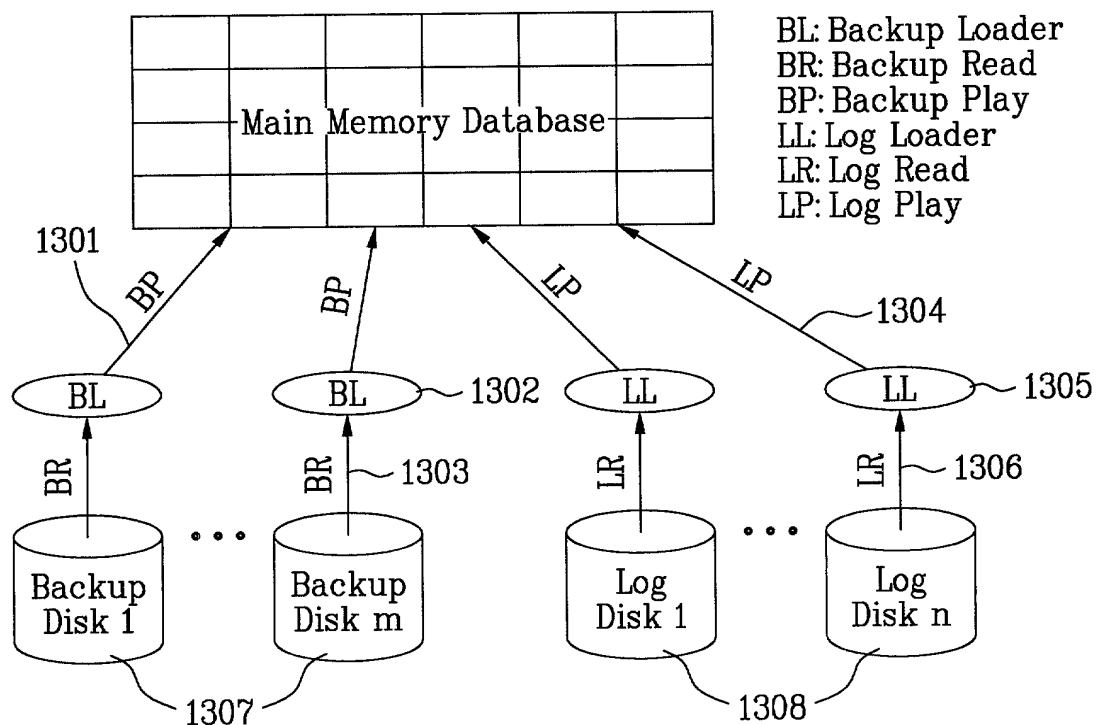 BL: Backup Loader
BR: Backup Read
BP: Backup Play
LL: Log Loader
LR: Log Read
LP: Log Play
Main Memory Database
1301
BP
BP
LP
LP
1304
BL
BL
1302
LL
LL
1305
BR
BR
1303
LR
LR
1306
Backup
Disk 1
Backup
Disk m
Log
Disk 1
Log
Disk n
1307
1308